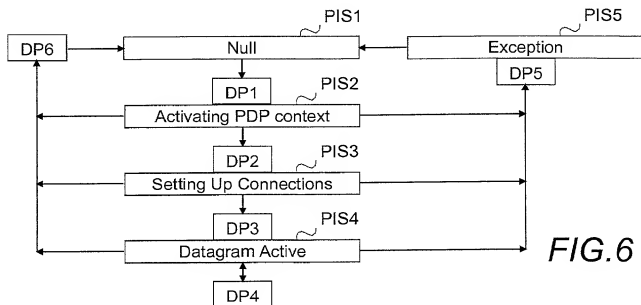 PIS1
PIS5
DP6
Null
Exception
DP1
PIS2
DP5
Activating PDP context
DP2
PIS3
Setting Up Connections
DP3
PIS4
Datagram Active
FIG.6
DP4